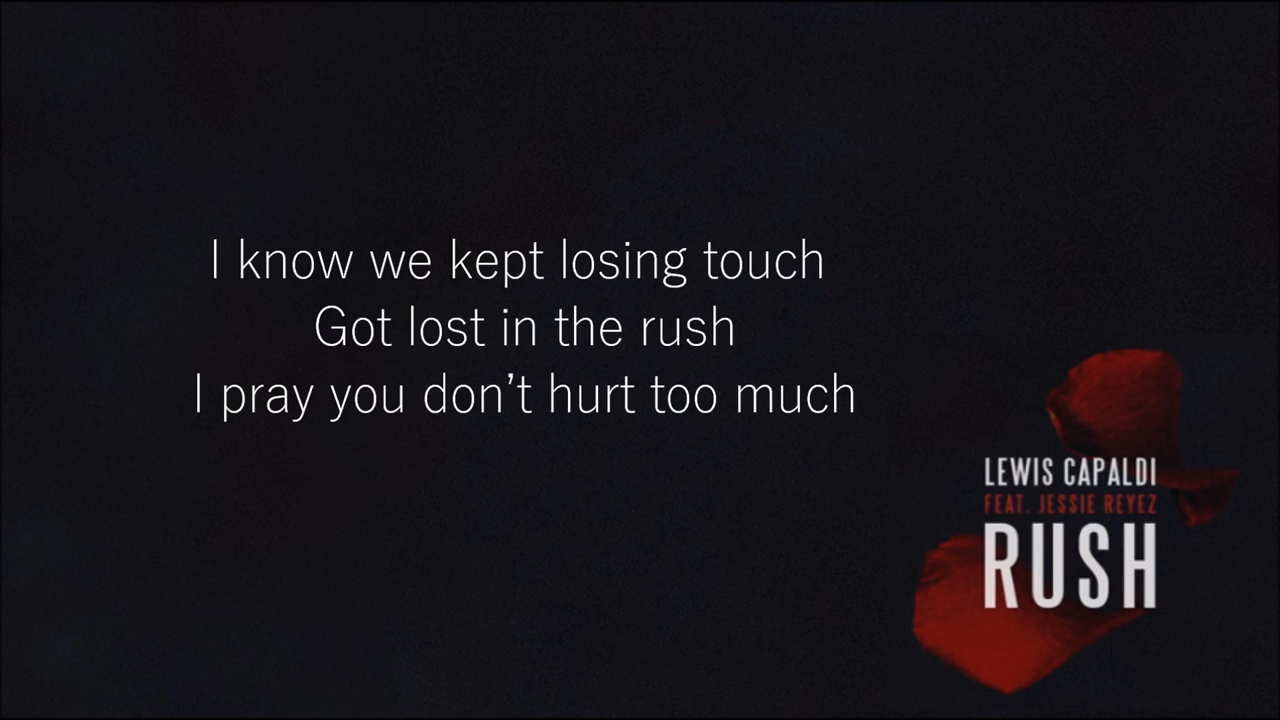 I know we kept losing touch
Got lost in the rush
I pray you don’t hurt too much
LEWIS CAPALDI
FEAT. JESSIE REYEZ
RUSH